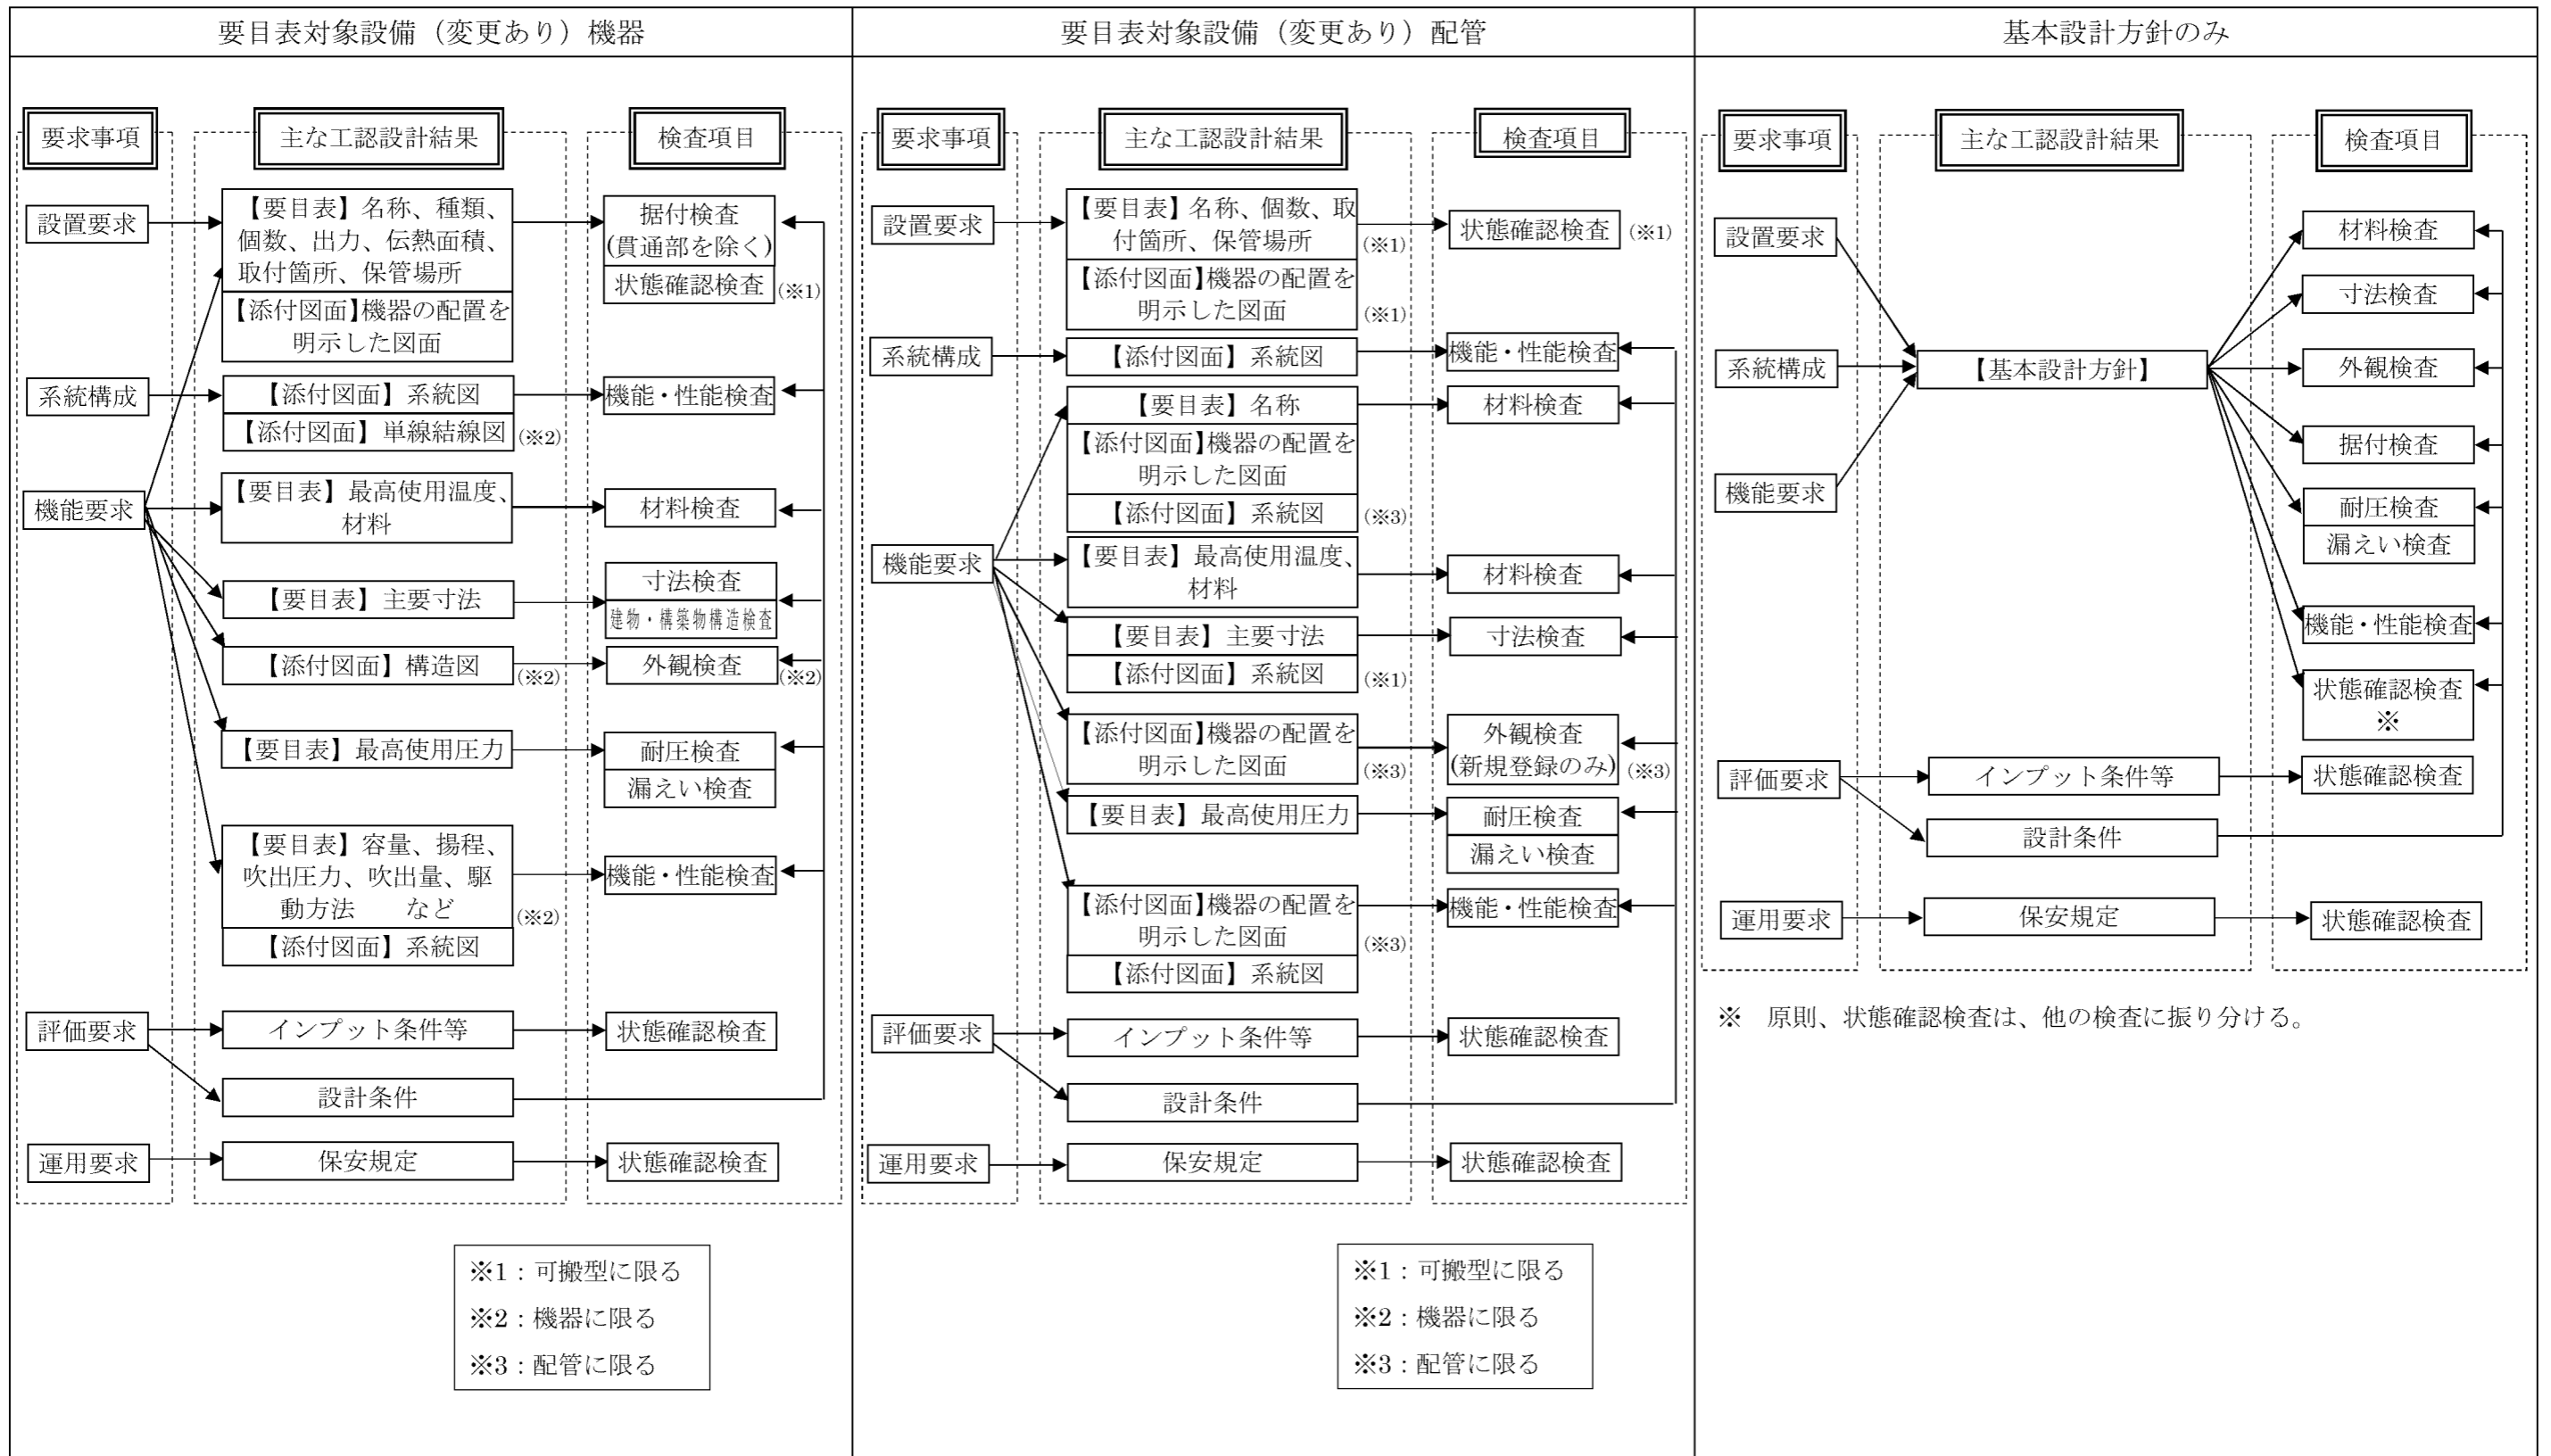 要目表対象設備（変更あり）機器
要求事項
主な工認設計結果
検査項目
設置要求
【要目表】名称、種類、
個数、出力、伝熱面積、
取付箇所、保管場所
【添付図面】機器の配置を
明示した図面
据付検査
(貫通部を除く)
状態確認検査
(※1)
系統構成
【添付図面】系統図
【添付図面】単線結線図
(※2)
機能・性能検査
機能要求
【要目表】最高使用温度、
材料
材料検査
【要目表】主要寸法
寸法検査
建物・構築物構造検査
【添付図面】構造図
(※2)
外観検査
(※2)
【要目表】最高使用圧力
耐圧検査
漏えい検査
【要目表】容量、揚程、
吹出圧力、吹出量、駆
動方法　など
(※2)
【添付図面】系統図
機能・性能検査
評価要求
インプット条件等
状態確認検査
設計条件
運用要求
保安規定
状態確認検査
※1：可搬型に限る
※2：機器に限る
※3：配管に限る
要目表対象設備（変更あり）配管
要求事項
主な工認設計結果
検査項目
設置要求
【要目表】名称、個数、取
付箇所、保管場所
(※1)
【添付図面】機器の配置を
明示した図面
(※1)
状態確認検査
(※1)
系統構成
【添付図面】系統図
機能・性能検査
機能要求
【要目表】名称
【添付図面】機器の配置を
明示した図面
【添付図面】系統図
(※3)
材料検査
【要目表】最高使用温度、
材料
材料検査
【要目表】主要寸法
【添付図面】系統図
(※1)
寸法検査
【添付図面】機器の配置を
明示した図面
(※3)
外観検査
(新規登録のみ)
(※3)
【要目表】最高使用圧力
耐圧検査
漏えい検査
【添付図面】機器の配置を
明示した図面
(※3)
【添付図面】系統図
機能・性能検査
評価要求
インプット条件等
状態確認検査
設計条件
運用要求
保安規定
状態確認検査
※1：可搬型に限る
※2：機器に限る
※3：配管に限る
基本設計方針のみ
要求事項
主な工認設計結果
検査項目
設置要求
系統構成
機能要求
【基本設計方針】
材料検査
寸法検査
外観検査
据付検査
耐圧検査
漏えい検査
機能・性能検査
状態確認検査
※
評価要求
インプット条件等
状態確認検査
設計条件
運用要求
保安規定
状態確認検査
※　原則、状態確認検査は、他の検査に振り分ける。